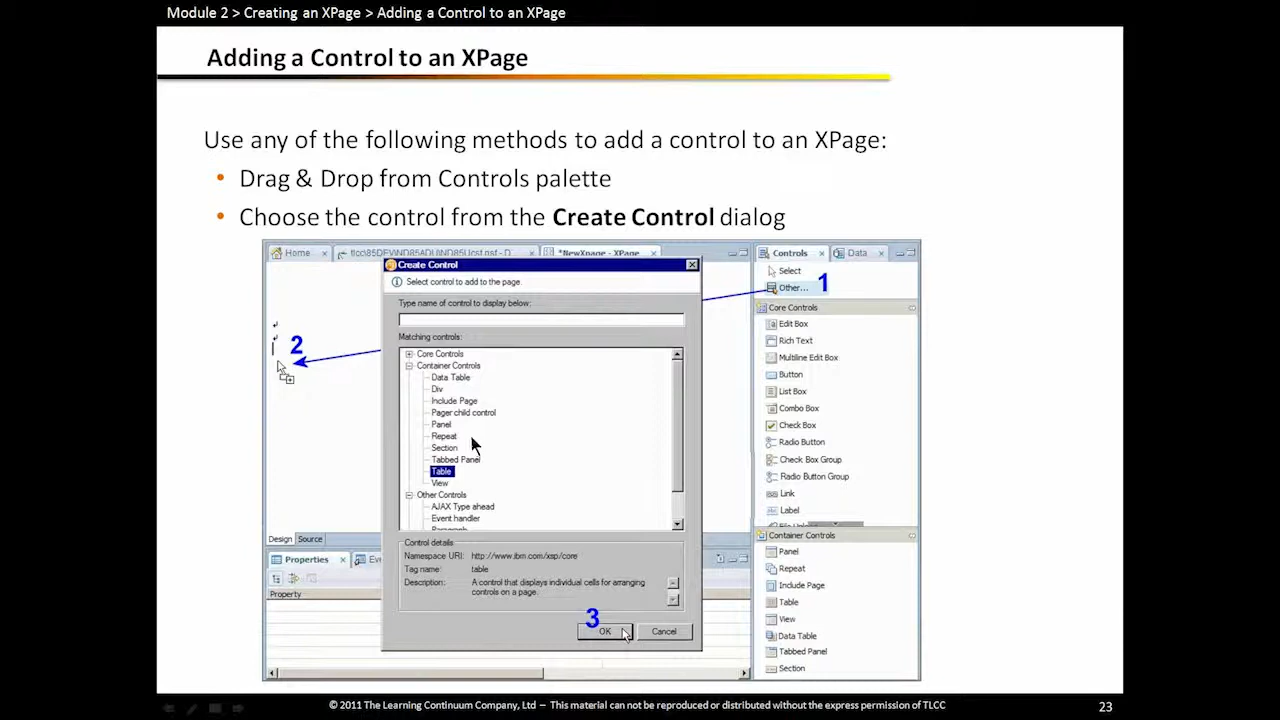 Module 2 > Creating an XPage > Adding a Control to an XPage
Adding a Control to an XPage
Use any of the following methods to add a control to an XPage:
• Drag & Drop from Controls palette
• Choose the control from the Create Control dialog
Home
*NewXpage - XPage
Controls
Data
Create Control
Select control to add to the page.
Type name of control to display below:
Matching controls:
Core Controls
Container Controls
Data Table
Div
Include Page
Pager child control
Panel
Repeat
Section
Tabbed Panel
Table
View
Other Controls
AJAX Type ahead
Event handler
Paragraph
Control details
Namespace URI: http://www.ibm.com/xsp/core
Tag name: table
Description: A control that displays individual cells for arranging
controls on a page.
3
OK Cancel
2
Design Source
Properties
Property
Select
1
Other...
Core Controls
Edit Box
Rich Text
Multiline Edit Box
Button
List Box
Combo Box
Check Box
Radio Button
Check Box Group
Radio Button Group
Link
Label
Container Controls
Panel
Repeat
Include Page
Table
View
Data Table
Tabbed Panel
Section
© 2011 The Learning Continuum Company, Ltd – This material can not be reproduced or distributed without the express permission of TLCC
23